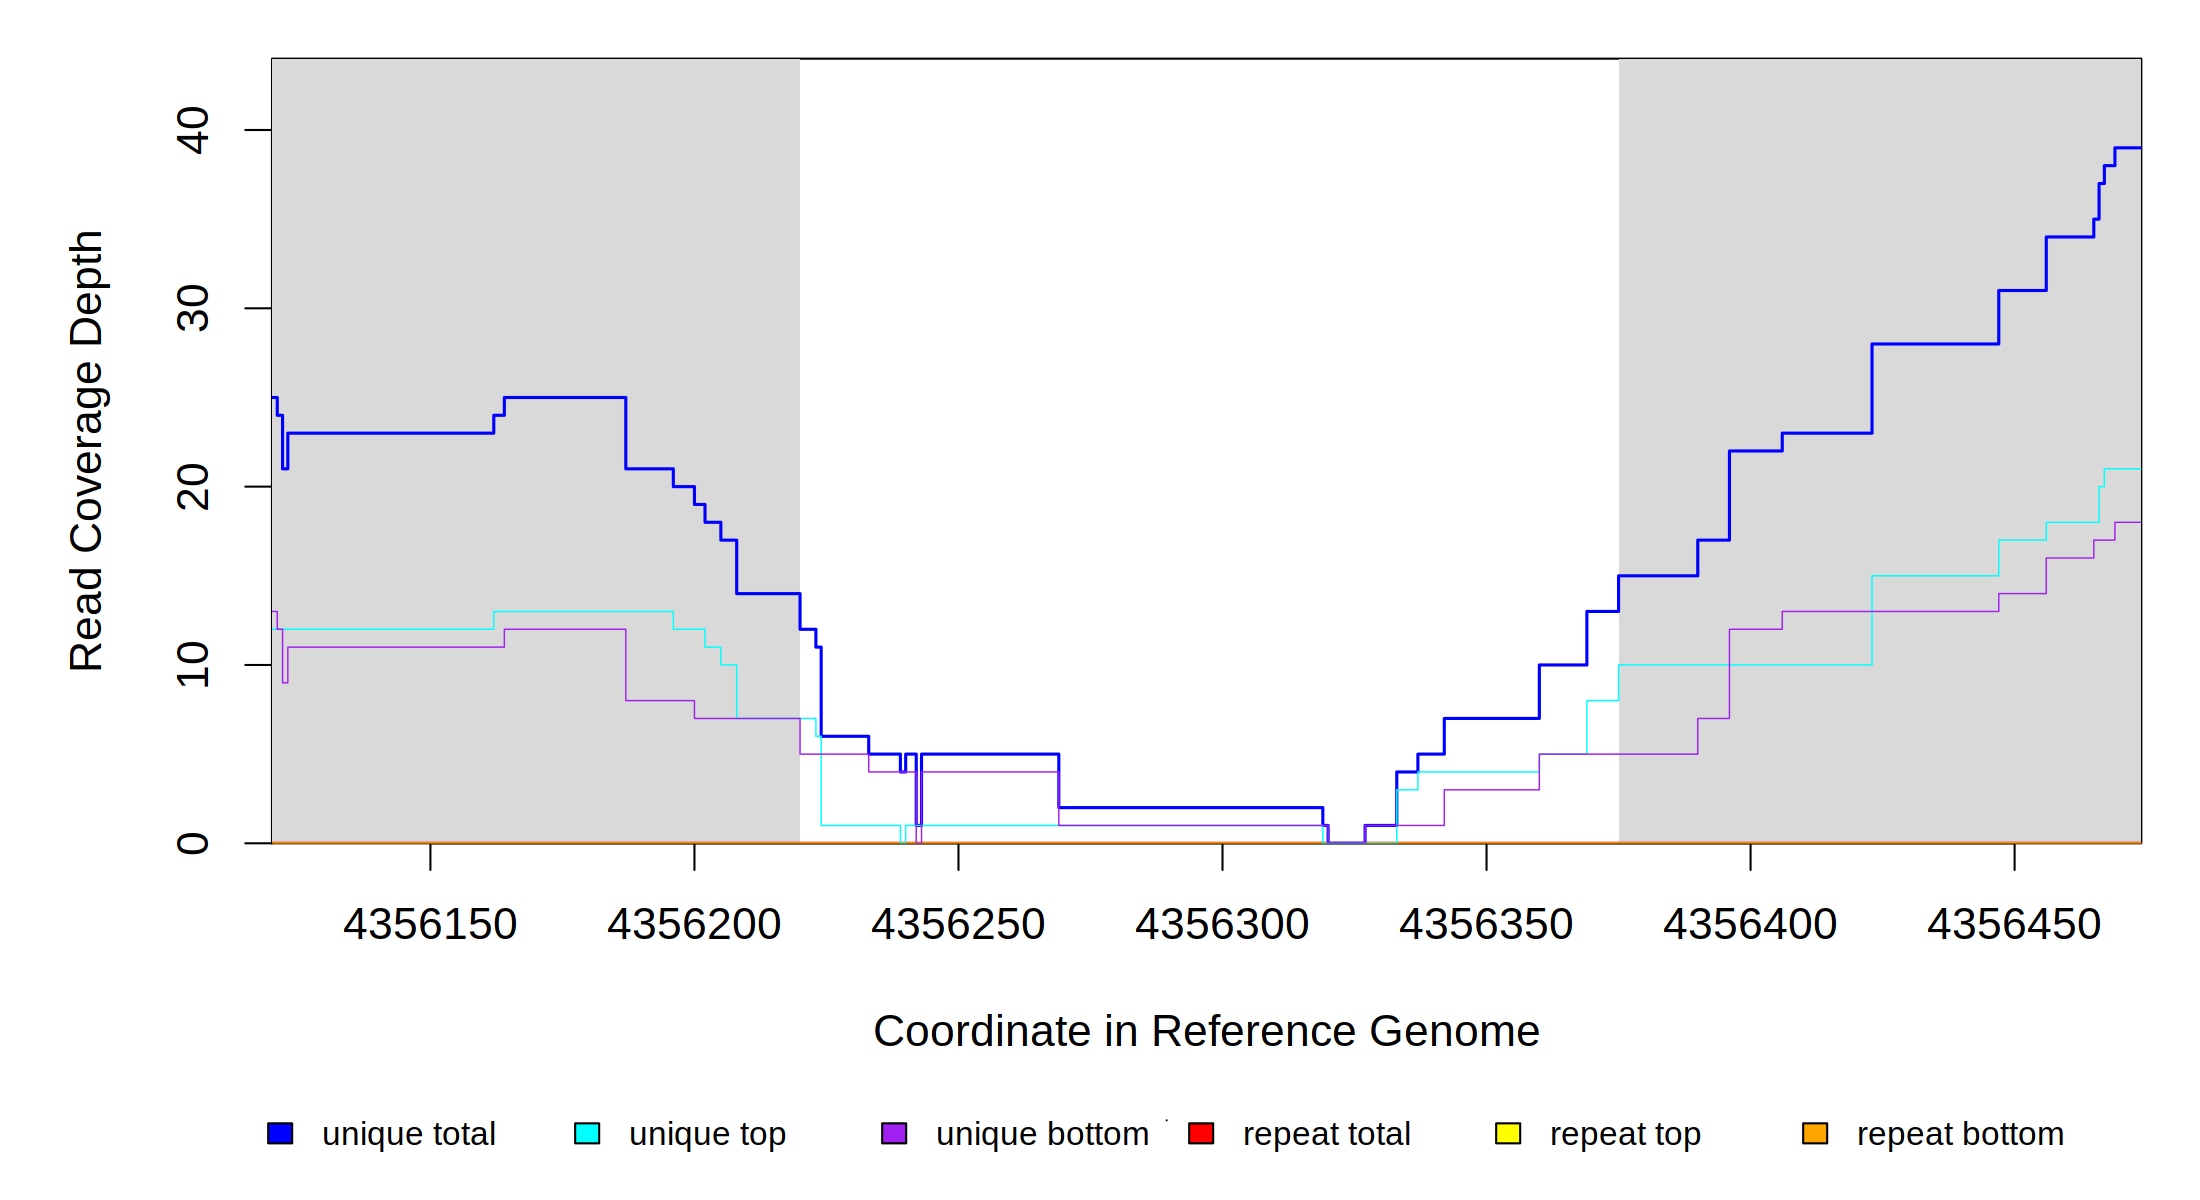 40
30
20
10
0
Read Coverage Depth
4356150 4356200 4356250 4356300 4356350 4356400 4356450
Coordinate in Reference Genome
unique total unique top unique bottom repeat total repeat top repeat bottom